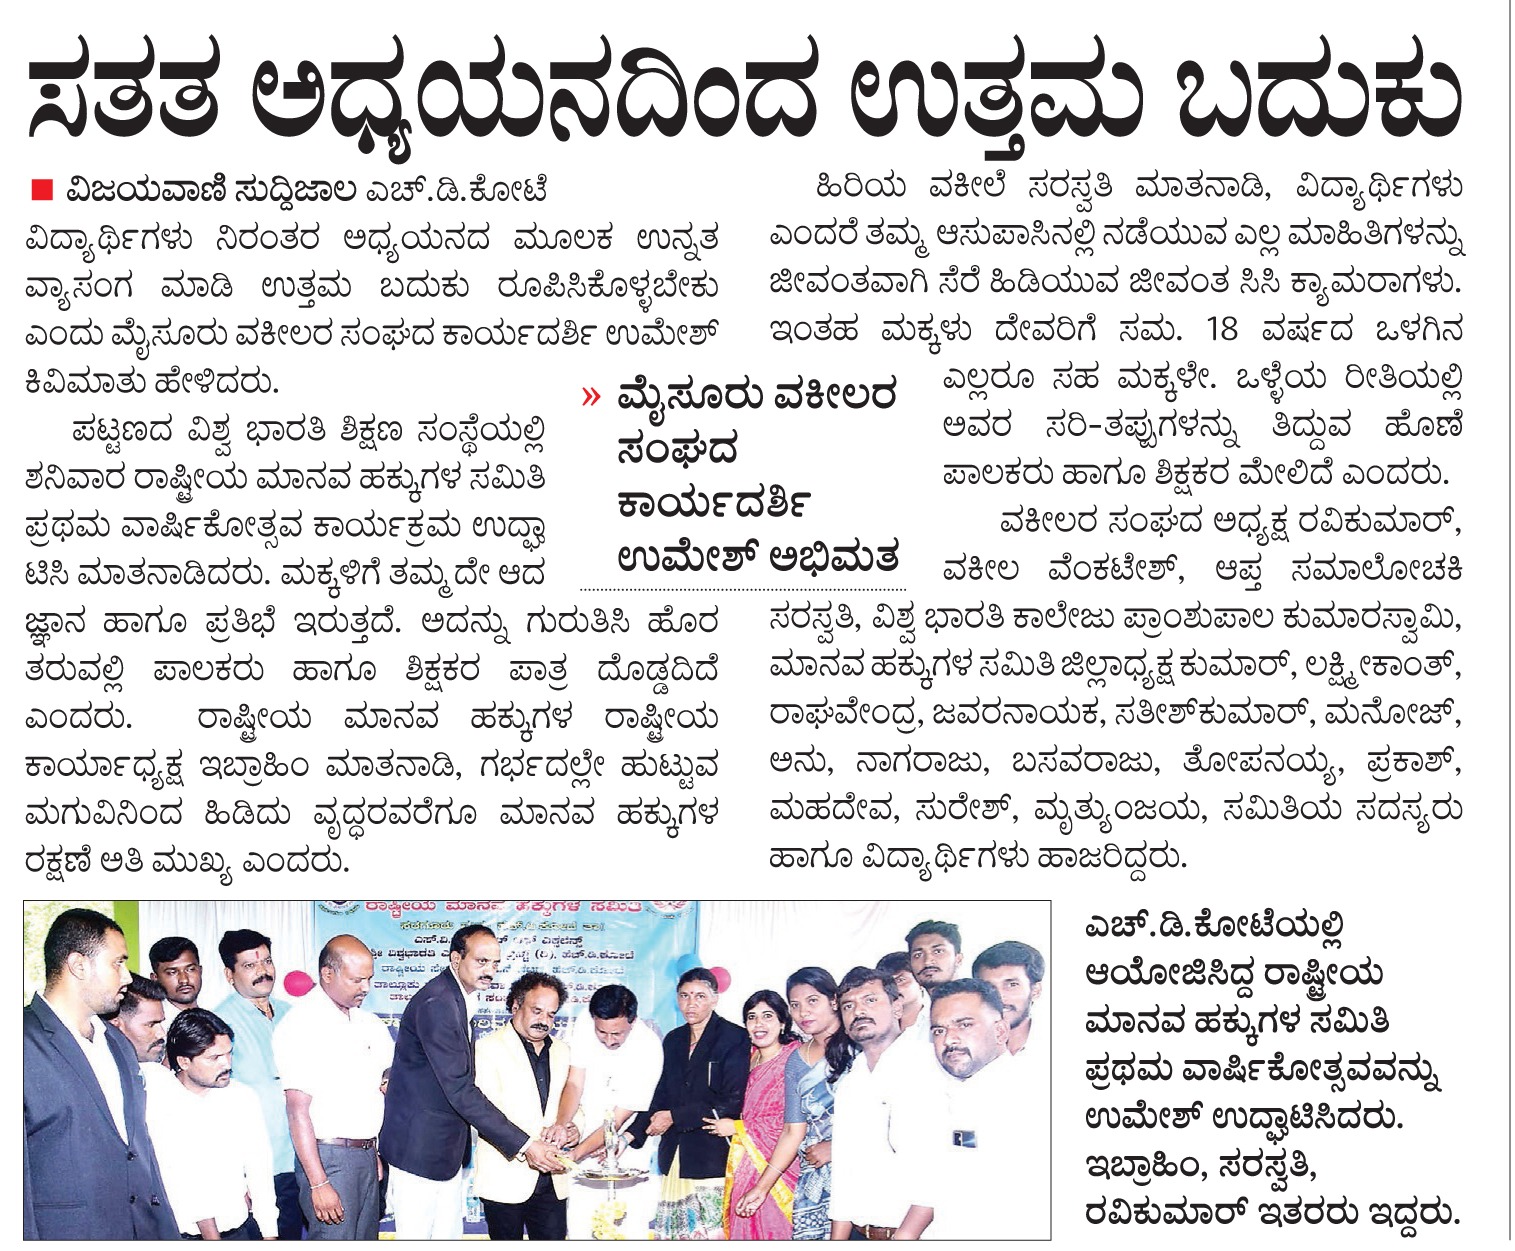 ಸತತ ಅಧ್ಯಯನದಿಂದ ಉತ್ತಮ ಬದುಕು
■ ವಿಜಯವಾಣಿ ಸುದ್ದಿಜಾಲ ಎಚ್.ಡಿ.ಕೋಟೆ
ವಿದ್ಯಾರ್ಥಿಗಳು ನಿರಂತರ ಅಧ್ಯಯನದ ಮೂಲಕ ಉನ್ನತ
ವ್ಯಾಸಂಗ ಮಾಡಿ ಉತ್ತಮ ಬದುಕು ರೂಪಿಸಿಕೊಳ್ಳಬೇಕು
ಎಂದು ಮೈಸೂರು ವಕೀಲರ ಸಂಘದ ಕಾರ್ಯದರ್ಶಿ ಉಮೇಶ್
ಕಿವಿಮಾತು ಹೇಳಿದರು.
ಪಟ್ಟಣದ ವಿಶ್ವ ಭಾರತಿ ಶಿಕ್ಷಣ ಸಂಸ್ಥೆಯಲ್ಲಿ
ಶನಿವಾರ ರಾಷ್ಟ್ರೀಯ ಮಾನವ ಹಕ್ಕುಗಳ ಸಮಿತಿ
ಪ್ರಥಮ ವಾರ್ಷಿಕೋತ್ಸವ ಕಾರ್ಯಕ್ರಮ ಉದ್ಘಾ
ಟಿಸಿ ಮಾತನಾಡಿದರು. ಮಕ್ಕಳಿಗೆ ತಮ್ಮದೇ ಆದ
ಜ್ಞಾನ ಹಾಗೂ ಪ್ರತಿಭೆ ಇರುತ್ತದೆ. ಅದನ್ನು ಗುರುತಿಸಿ ಹೊರ
ತರುವಲ್ಲಿ ಪಾಲಕರು ಹಾಗೂ ಶಿಕ್ಷಕರ ಪಾತ್ರ ದೊಡ್ಡದಿದೆ
ಎಂದರು. ರಾಷ್ಟ್ರೀಯ ಮಾನವ ಹಕ್ಕುಗಳ ರಾಷ್ಟ್ರೀಯ
ಕಾರ್ಯಾಧ್ಯಕ್ಷ ಇಬ್ರಾಹಿಂ ಮಾತನಾಡಿ, ಗರ್ಭದಲ್ಲೇ ಹುಟ್ಟುವ
ಮಗುವಿನಿಂದ ಹಿಡಿದು ವೃದ್ಧರವರೆಗೂ ಮಾನವ ಹಕ್ಕುಗಳ
ರಕ್ಷಣೆ ಅತಿ ಮುಖ್ಯ ಎಂದರು.
» ಮೈಸೂರು ವಕೀಲರ
ಸಂಘದ
ಕಾರ್ಯದರ್ಶಿ
ಉಮೇಶ್ ಅಭಿಮತ
ಹಿರಿಯ ವಕೀಲೆ ಸರಸ್ವತಿ ಮಾತನಾಡಿ, ವಿದ್ಯಾರ್ಥಿಗಳು
ಎಂದರೆ ತಮ್ಮ ಆಸುಪಾಸಿನಲ್ಲಿ ನಡೆಯುವ ಎಲ್ಲ ಮಾಹಿತಿಗಳನ್ನು
ಜೀವಂತವಾಗಿ ಸೆರೆ ಹಿಡಿಯುವ ಜೀವಂತ ಸಿಸಿ ಕ್ಯಾಮರಾಗಳು.
ಇಂತಹ ಮಕ್ಕಳು ದೇವರಿಗೆ ಸಮ. 18 ವರ್ಷದ ಒಳಗಿನ
ಎಲ್ಲರೂ ಸಹ ಮಕ್ಕಳೇ. ಒಳ್ಳೆಯ ರೀತಿಯಲ್ಲಿ
ಅವರ ಸರಿ-ತಪ್ಪುಗಳನ್ನು ತಿದ್ದುವ ಹೊಣೆ
ಪಾಲಕರು ಹಾಗೂ ಶಿಕ್ಷಕರ ಮೇಲಿದೆ ಎಂದರು.
ವಕೀಲರ ಸಂಘದ ಅಧ್ಯಕ್ಷ ರವಿಕುಮಾರ್,
ವಕೀಲ ವೆಂಕಟೇಶ್, ಆಪ್ತ ಸಮಾಲೋಚಕಿ
ಸರಸ್ವತಿ, ವಿಶ್ವ ಭಾರತಿ ಕಾಲೇಜು ಪ್ರಾಂಶುಪಾಲ ಕುಮಾರಸ್ವಾಮಿ,
ಮಾನವ ಹಕ್ಕುಗಳ ಸಮಿತಿ ಜಿಲ್ಲಾಧ್ಯಕ್ಷ ಕುಮಾರ್, ಲಕ್ಷ್ಮೀಕಾಂತ್,
ರಾಘವೇಂದ್ರ, ಜವರನಾಯಕ, ಸತೀಶ್‌ಕುಮಾರ್, ಮನೋಜ್,
ಅನು, ನಾಗರಾಜು, ಬಸವರಾಜು, ತೋಪನಯ್ಯ, ಪ್ರಕಾಶ್,
ಮಹದೇವ, ಸುರೇಶ್, ಮೃತ್ಯುಂಜಯ, ಸಮಿತಿಯ ಸದಸ್ಯರು
ಹಾಗೂ ವಿದ್ಯಾರ್ಥಿಗಳು ಹಾಜರಿದ್ದರು.
ರಾಷ್ಟ್ರೀಯ ಮಾನವ ಹಕ್ಕುಗಳ ಸಮಿತಿ
ಎಚ್.ಡಿ.ಕೋಟೆಯಲ್ಲಿ
ಆಯೋಜಿಸಿದ್ದ ರಾಷ್ಟ್ರೀಯ
ಮಾನವ ಹಕ್ಕುಗಳ ಸಮಿತಿ
ಪ್ರಥಮ ವಾರ್ಷಿಕೋತ್ಸವವನ್ನು
ಉಮೇಶ್ ಉದ್ಘಾಟಿಸಿದರು.
ಇಬ್ರಾಹಿಂ, ಸರಸ್ವತಿ,
ರವಿಕುಮಾರ್ ಇತರರು ಇದ್ದರು.